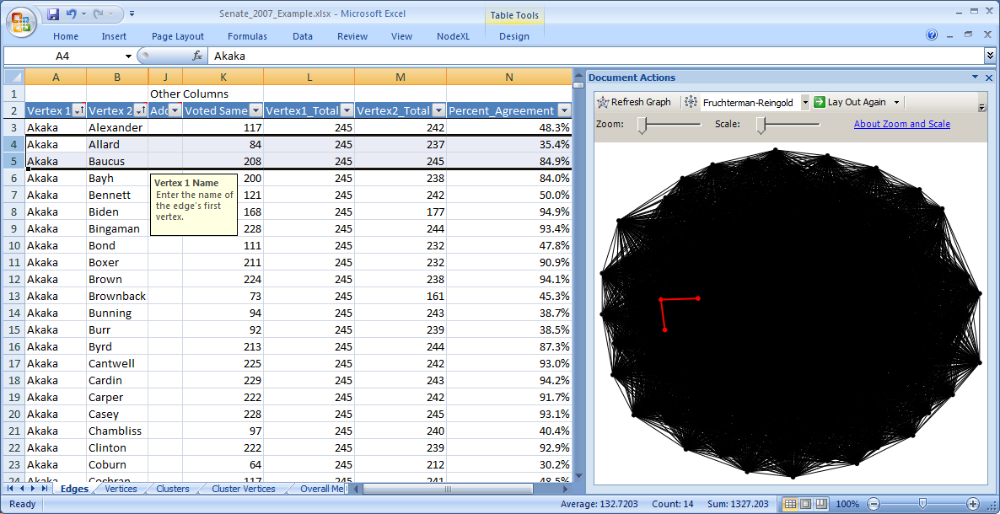 Senate_2007_Example.xlsx - Microsoft Excel
Table Tools
Home Insert Page Layout Formulas Data Review View NodeXL Design
A4 fx Akaka
A B J K L M N
1 Other Columns
2 Vertex 1 Vertex 2 Add Voted Same Vertex1_Total Vertex2_Total Percent_Agreement
3 Akaka Alexander 117 245 242 48.3%
4 Akaka Allard 84 245 237 35.4%
5 Akaka Baucus 208 245 245 84.9%
6 Akaka Bayh 200 245 238 84.0%
7 Akaka Bennett 121 245 242 50.0%
8 Akaka Biden 168 245 177 94.9%
9 Akaka Bingaman 228 245 244 93.4%
10 Akaka Bond 111 245 232 47.8%
11 Akaka Boxer 211 245 232 90.9%
12 Akaka Brown 224 245 238 94.1%
13 Akaka Brownback 73 245 161 45.3%
14 Akaka Bunning 94 245 243 38.7%
15 Akaka Burr 92 245 239 38.5%
16 Akaka Byrd 213 245 244 87.3%
17 Akaka Cantwell 225 245 242 93.0%
18 Akaka Cardin 229 245 243 94.2%
19 Akaka Carper 222 245 242 91.7%
20 Akaka Casey 228 245 245 93.1%
21 Akaka Chambliss 97 245 240 40.4%
22 Akaka Clinton 222 245 239 92.9%
23 Akaka Coburn 64 245 212 30.2%
24 Akaka Cochran 117 245 241 48.5%
Vertex 1 Name
Enter the name of
the edge's first
vertex.
Edges Vertices Clusters Cluster Vertices Overall Me
Document Actions
Refresh Graph Fruchterman-Reingold Lay Out Again
Zoom: Scale: About Zoom and Scale
Ready Average: 132.7203 Count: 14 Sum: 1327.203 100%